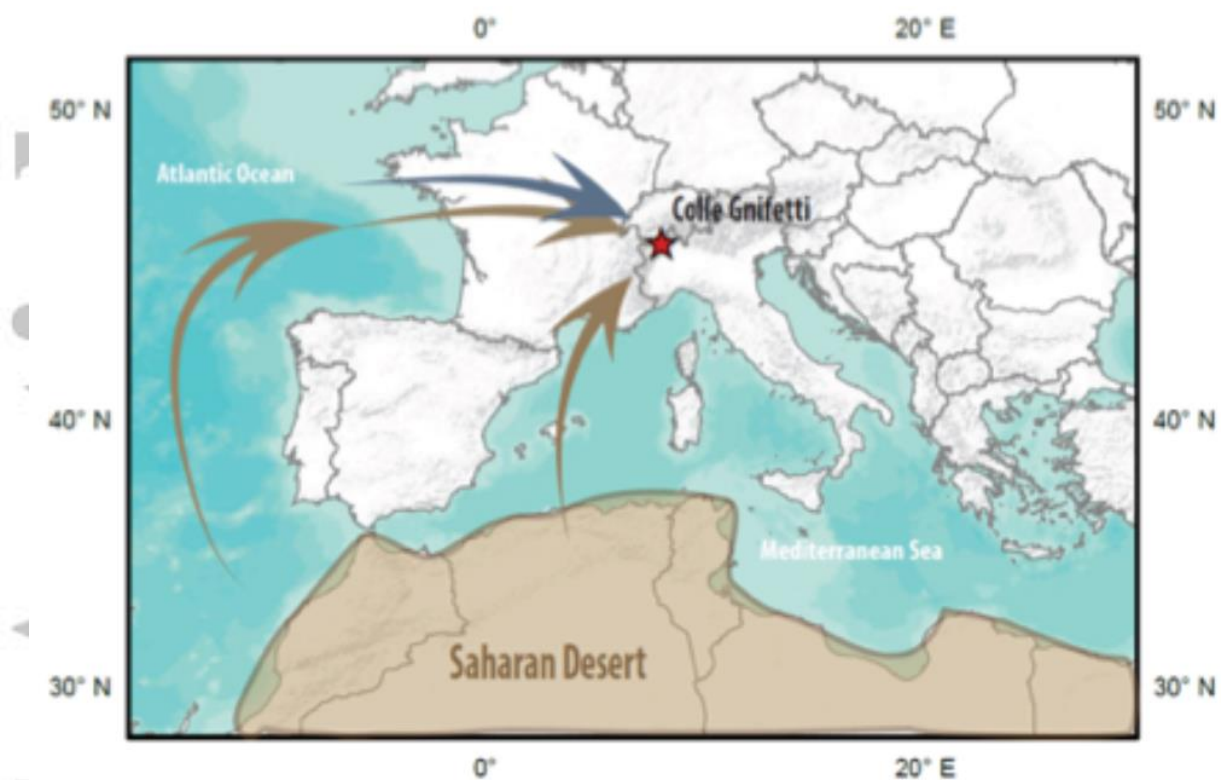 0° 20° E
50° N 50° N
Atlantic Ocean
Colle Gnifetti
40° N 40° N
Mediterranean Sea
Saharan Desert
30° N 30° N
0° 20° E